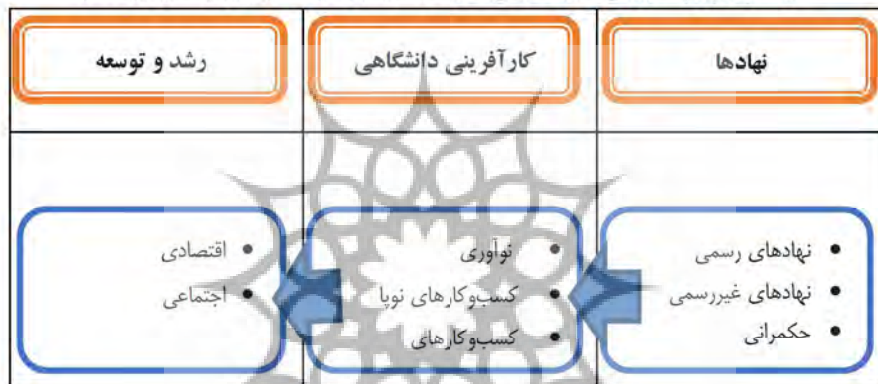 نهادها
کارآفرینی دانشگاهی
رشد و توسعه
• نهادهای رسمی
• نهادهای غیررسمی
• حکمرانی
• نوآوری
• کسب‌وکارهای نوپا
• کسب‌وکارهای
• اقتصادی
• اجتماعی